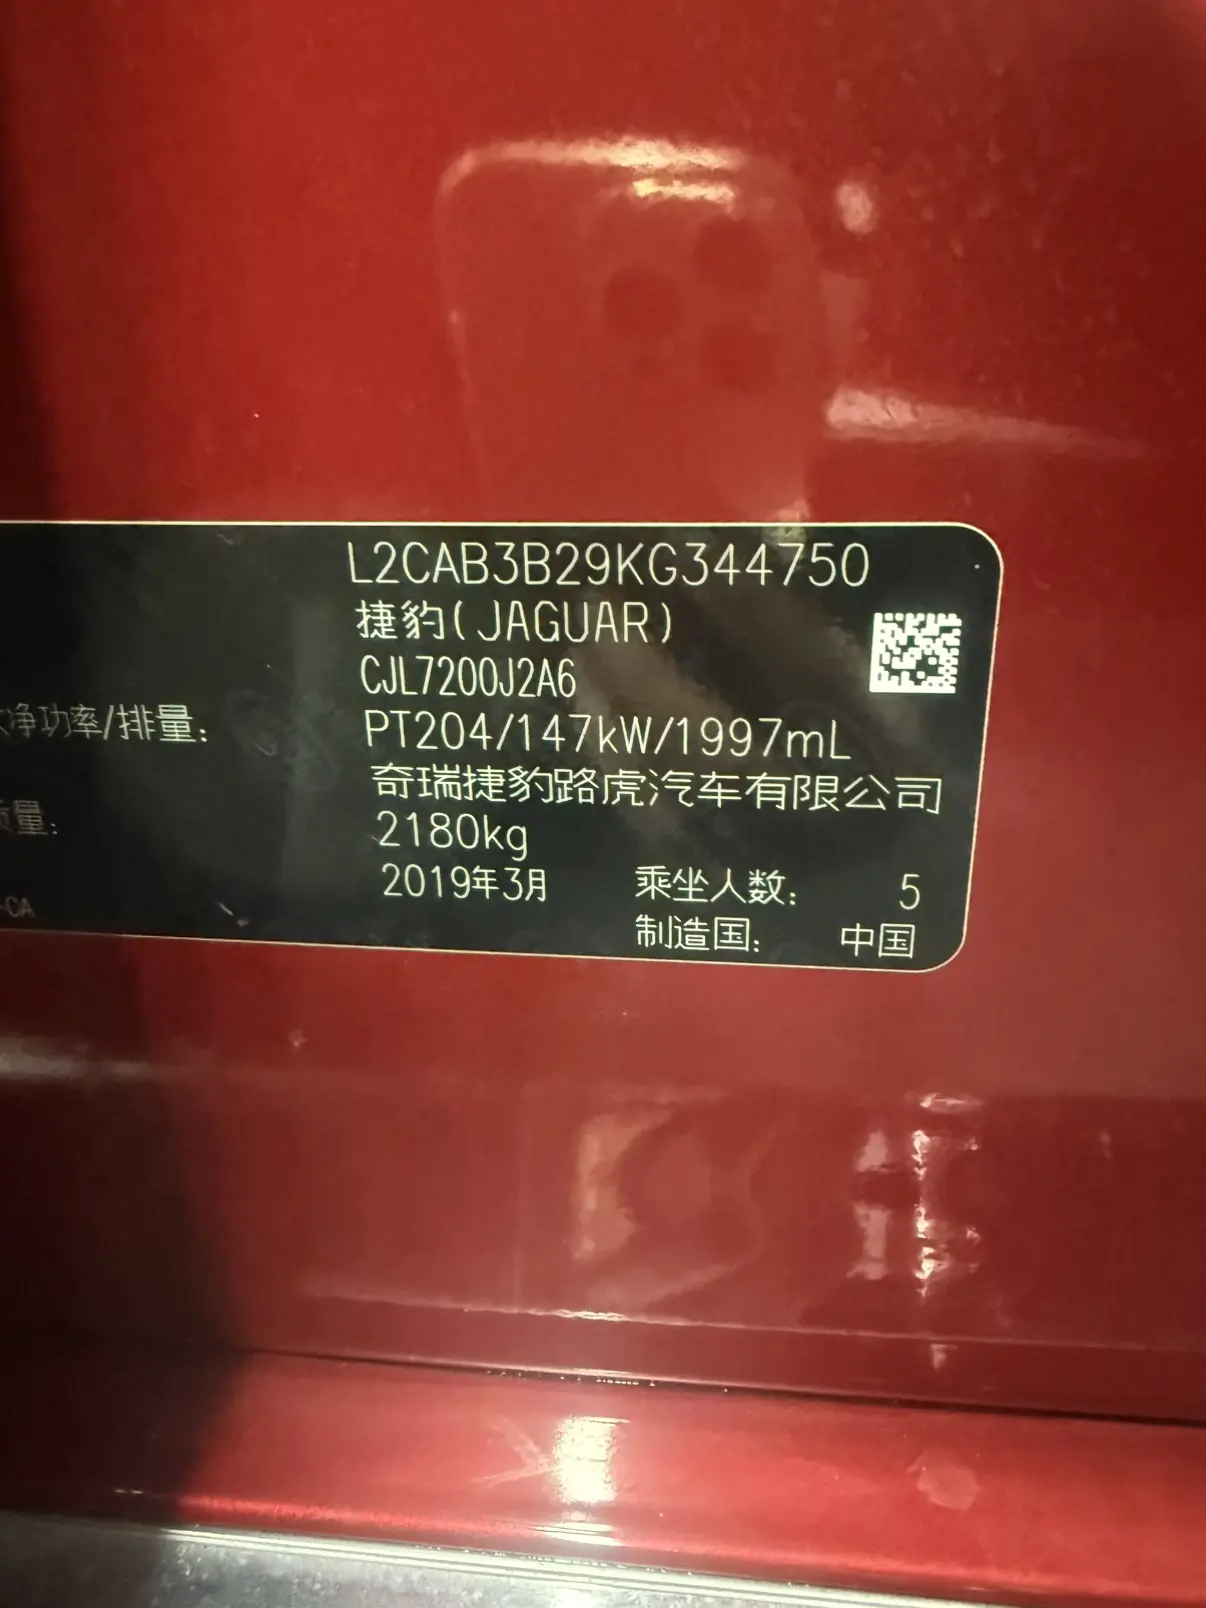 L2CAB3B29KG344750
捷豹(JAGUAR)
CJL7200J2A6
净功率/排量: PT204/147kW/1997mL
奇瑞捷豹路虎汽车有限公司
质量: 2180kg
2019年3月 乘坐人数: 5
-CA 制造国: 中国